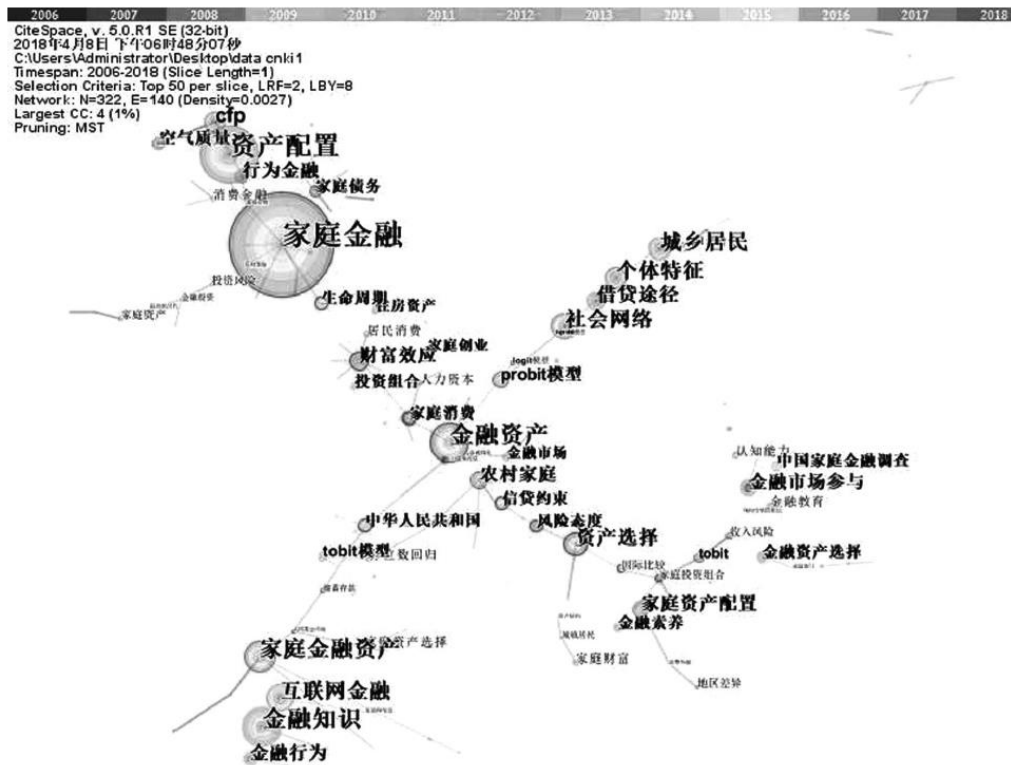 2006 2007 2008 2009 2010 2011 2012 2013 2014 2015 2016 2017 2018
CiteSpace, v. 5.0.R1 SE (32-bit)
2018年4月8日 下午06时48分07秒
C:\Users\Administrator\Desktop\data cnki1
Timespan: 2006-2018 (Slice Length=1)
Selection Criteria: Top 50 per slice, LRF=2, LBY=8
Network: N=322, E=140 (Density=0.0027)
Largest CC: 4 (1%)
Pruning: MST
cfp
空气质量
资产配置
行为金融
家庭债务
消费金融
家庭金融
城乡居民
个体特征
投资风险
借贷途径
金融投资
生命周期
住房资产
家庭资产
社会网络
居民消费
家庭创业
财富效应
logit模型
probit模型
投资组合
人力资本
家庭消费
金融资产
金融市场
认知能力
中国家庭金融调查
农村家庭
金融市场参与
信贷约束
金融教育
中华人民共和国
风险态度
收入风险
资产选择
tobit模型
分位数回归
tobit
金融资产选择
国际比较
家庭投资组合
储蓄存款
家庭资产配置
金融素养
城镇居民
资产选择
家庭金融资产
家庭财富
地区差异
互联网金融
金融知识
金融行为